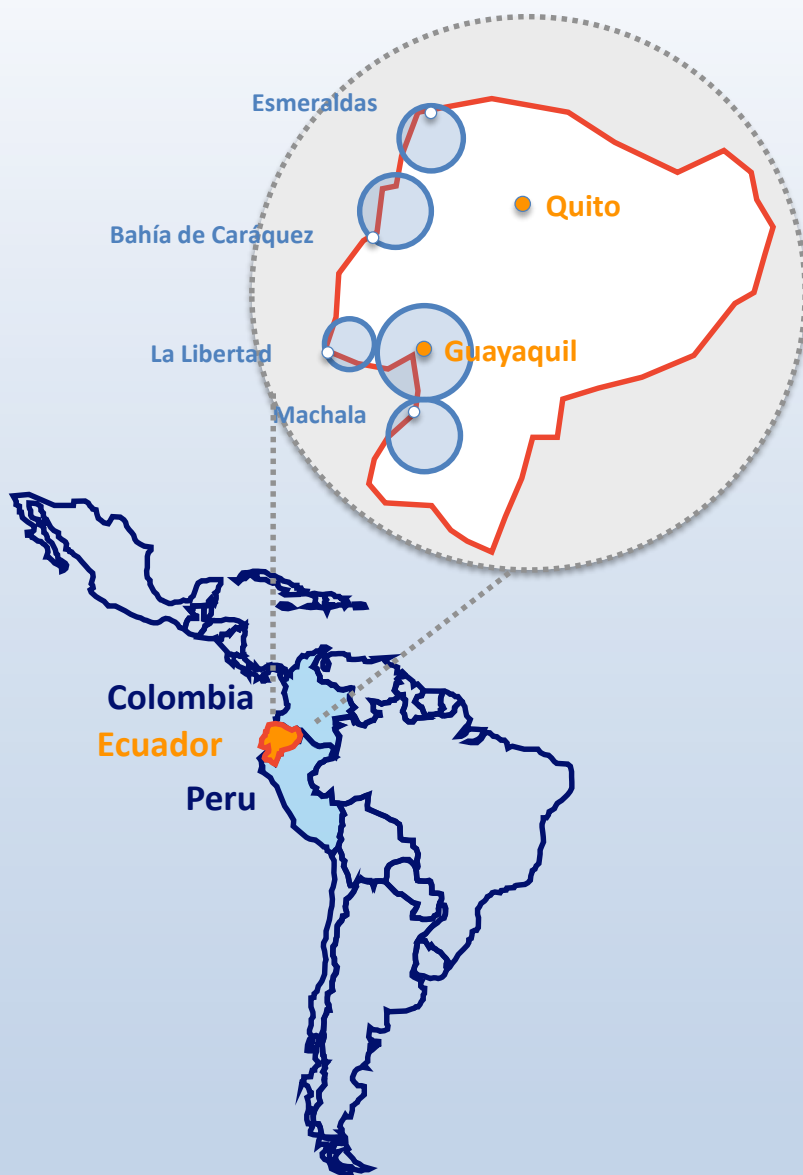 Esmeraldas
Quito
Bahía de Caráquez
Guayaquil
La Libertad
Machala
Colombia
Ecuador
Peru